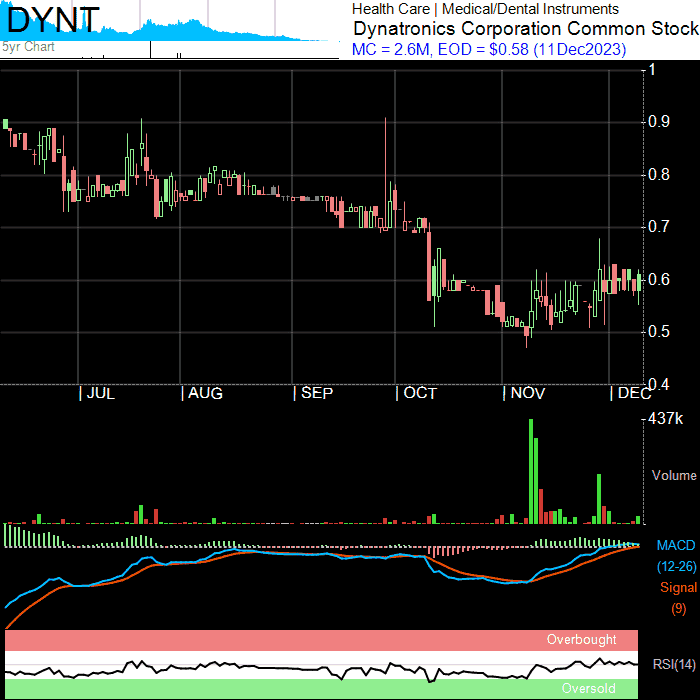 DYNT
5yr Chart
Health Care | Medical/Dental Instruments
Dynatronics Corporation Common Stock
MC = 2.6M, EOD = $0.58 (11Dec2023)
1
0.9
0.8
0.7
0.6
0.5
0.4
| JUL | AUG | SEP | OCT | NOV | DEC
437k
Volume
MACD
(12-26)
Signal
(9)
Overbought
RSI(14)
Oversold